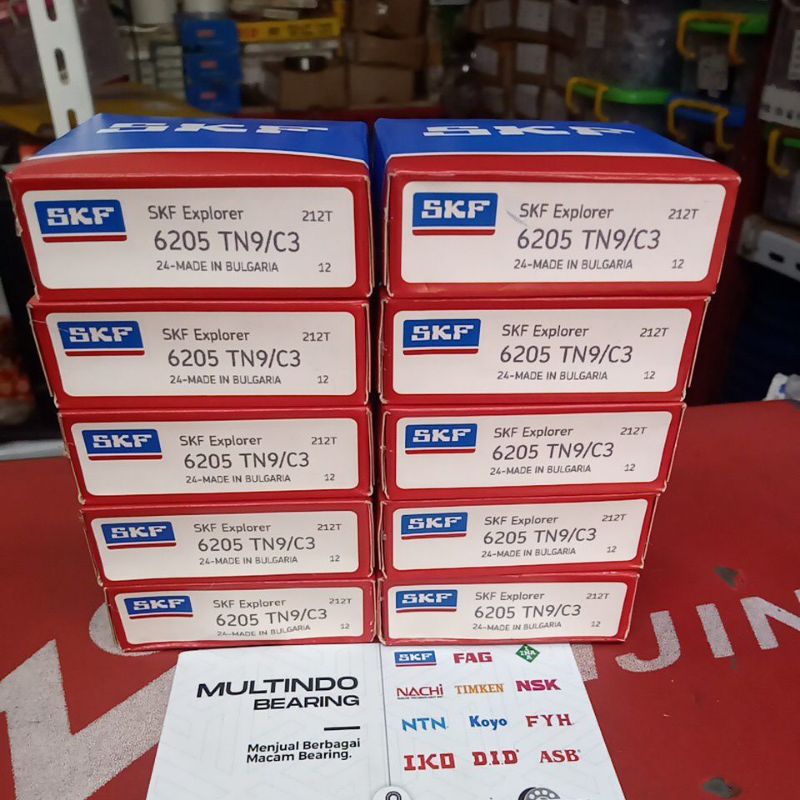 SKF
SKF
SKF
SKF Explorer 212T
6205 TN9/C3
24-MADE IN BULGARIA 12
SKF
SKF Explorer 212T
6205 TN9/C3
24-MADE IN BULGARIA 12
SKF
SKF Explorer 212T
6205 TN9/C3
24-MADE IN BULGARIA 12
SKF
SKF Explorer 212T
6205 TN9/C3
24-MADE IN BULGARIA 12
SKF
SKF Explorer 212T
6205 TN9/C3
24-MADE IN BULGARIA 12
SKF
SKF Explorer 212T
6205 TN9/C3
24-MADE IN BULGARIA 12
SKF
SKF Explorer 212T
6205 TN9/C3
24-MADE IN BULGARIA 12
SKF
SKF Explorer 212T
6205 TN9/C3
24-MADE IN BULGARIA 12
SKF
SKF Explorer 212T
6205 TN9/C3
24-MADE IN BULGARIA 12
SKF
SKF Explorer 212T
6205 TN9/C3
24-MADE IN BULGARIA 12
MULTINDO
BEARING
Menjual Berbagai
Macam Bearing.
SKF FAG INA
NACHI TIMKEN NSK
NTN Koyo FYH
IKO D.I.D ASB
JIN